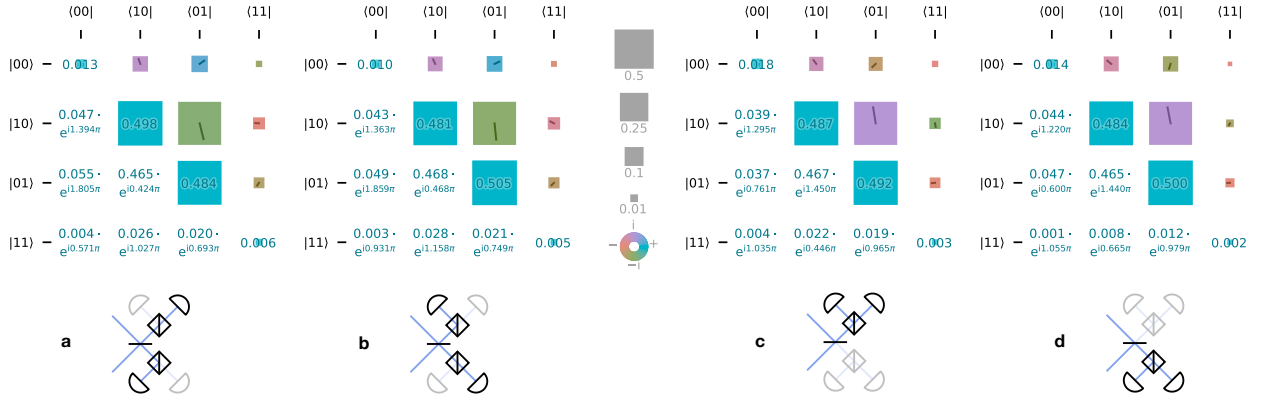 ⟨00| ⟨10| ⟨01| ⟨11|
|00⟩ 0.013
|10⟩ 0.047 · e^{i1.394π} 0.498
|01⟩ 0.055 · e^{i1.805π} 0.465 · e^{i0.424π} 0.484
|11⟩ 0.004 · e^{i0.571π} 0.026 · e^{i1.027π} 0.020 · e^{i0.693π} 0.006
a
⟨00| ⟨10| ⟨01| ⟨11|
|00⟩ 0.010
|10⟩ 0.043 · e^{i1.363π} 0.481
|01⟩ 0.049 · e^{i1.859π} 0.468 · e^{i0.468π} 0.505
|11⟩ 0.003 · e^{i0.931π} 0.028 · e^{i1.158π} 0.021 · e^{i0.749π} 0.005
b
0.5
0.25
0.1
0.01
i
− +
−i
⟨00| ⟨10| ⟨01| ⟨11|
|00⟩ 0.018
|10⟩ 0.039 · e^{i1.295π} 0.487
|01⟩ 0.037 · e^{i0.761π} 0.467 · e^{i1.450π} 0.492
|11⟩ 0.004 · e^{i1.035π} 0.022 · e^{i0.446π} 0.019 · e^{i0.965π} 0.003
c
⟨00| ⟨10| ⟨01| ⟨11|
|00⟩ 0.014
|10⟩ 0.044 · e^{i1.220π} 0.484
|01⟩ 0.047 · e^{i0.600π} 0.465 · e^{i1.440π} 0.500
|11⟩ 0.001 · e^{i1.055π} 0.008 · e^{i0.665π} 0.012 · e^{i0.979π} 0.002
d